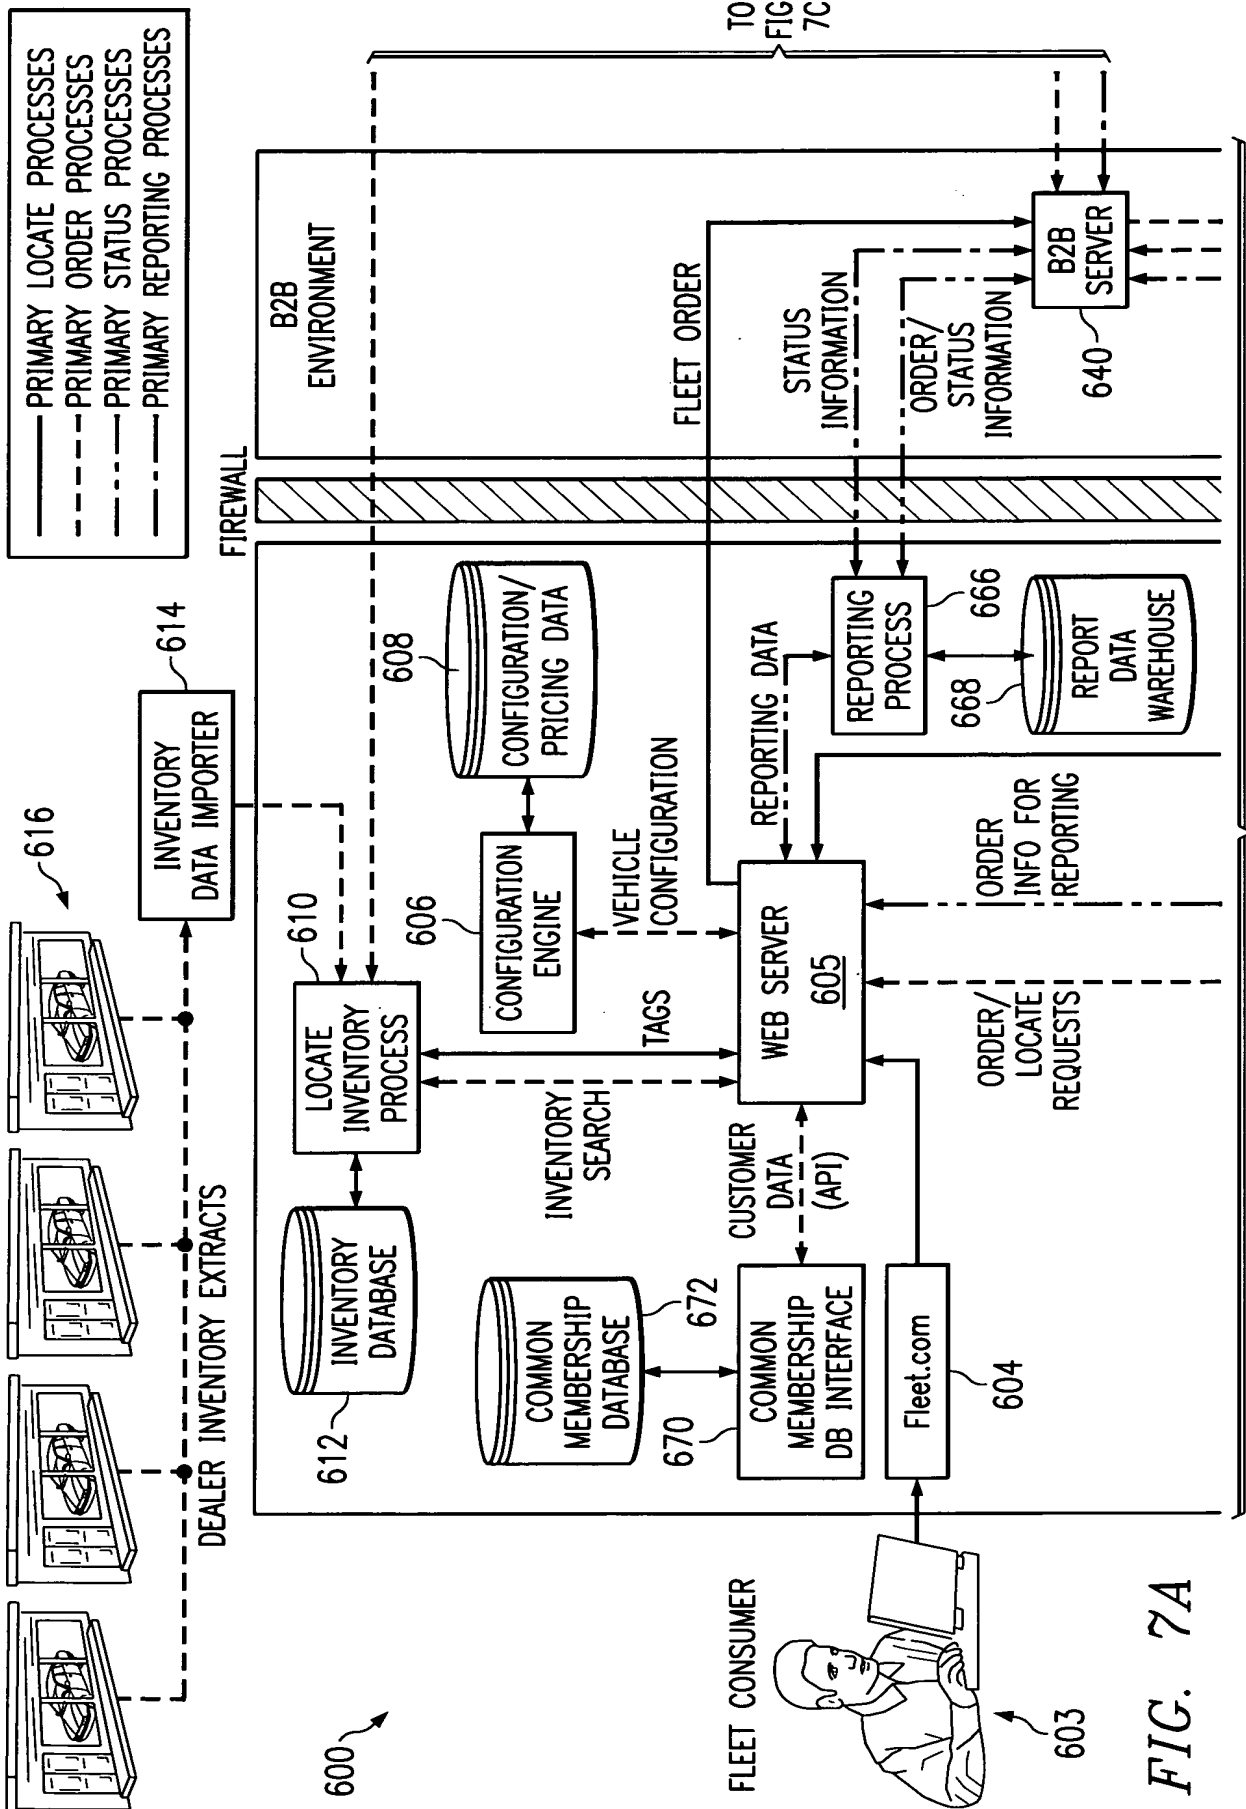 PRIMARY LOCATE PROCESSES
PRIMARY ORDER PROCESSES
PRIMARY STATUS PROCESSES
PRIMARY REPORTING PROCESSES
616
DEALER INVENTORY EXTRACTS
INVENTORY
DATA IMPORTER
614
FIREWALL
600
612
INVENTORY
DATABASE
LOCATE
INVENTORY
PROCESS
610
B2B
ENVIRONMENT
INVENTORY
SEARCH
TAGS
606
CONFIGURATION
ENGINE
608
CONFIGURATION/
PRICING DATA
VEHICLE
CONFIGURATION
COMMON
MEMBERSHIP
DATABASE
672
670
COMMON
MEMBERSHIP
DB INTERFACE
CUSTOMER
DATA
(API)
WEB SERVER
605
REPORTING DATA
FLEET ORDER
STATUS
INFORMATION
ORDER/
STATUS
INFORMATION
REPORTING
PROCESS
666
668
REPORT
DATA
WAREHOUSE
B2B
SERVER
640
TO
FIG
7C
FLEET CONSUMER
603
Fleet.com
604
ORDER/
LOCATE
REQUESTS
ORDER
INFO FOR
REPORTING
FIG. 7A